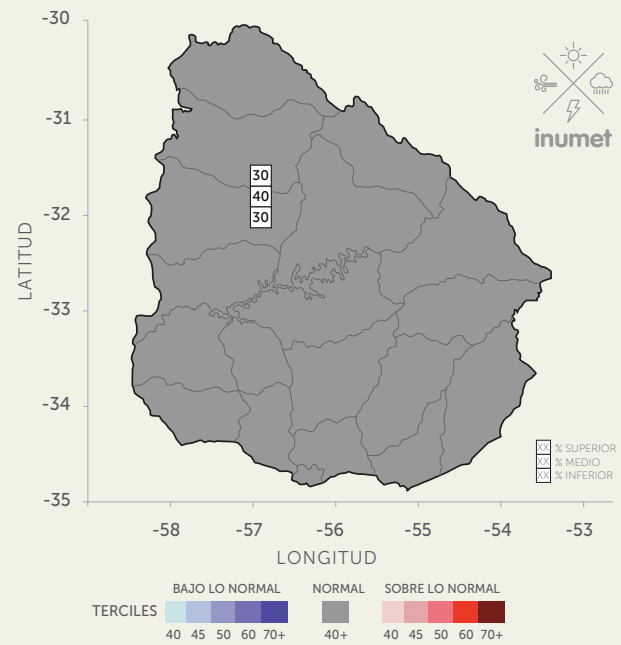 -30
-31
-32
-33
-34
-35
LATITUD
30
40
30
inumet
XX % SUPERIOR
XX % MEDIO
XX % INFERIOR
-58 -57 -56 -55 -54 -53
LONGITUD
BAJO LO NORMAL NORMAL SOBRE LO NORMAL
TERCILES
40 45 50 60 70+ 40+ 40 45 50 60 70+